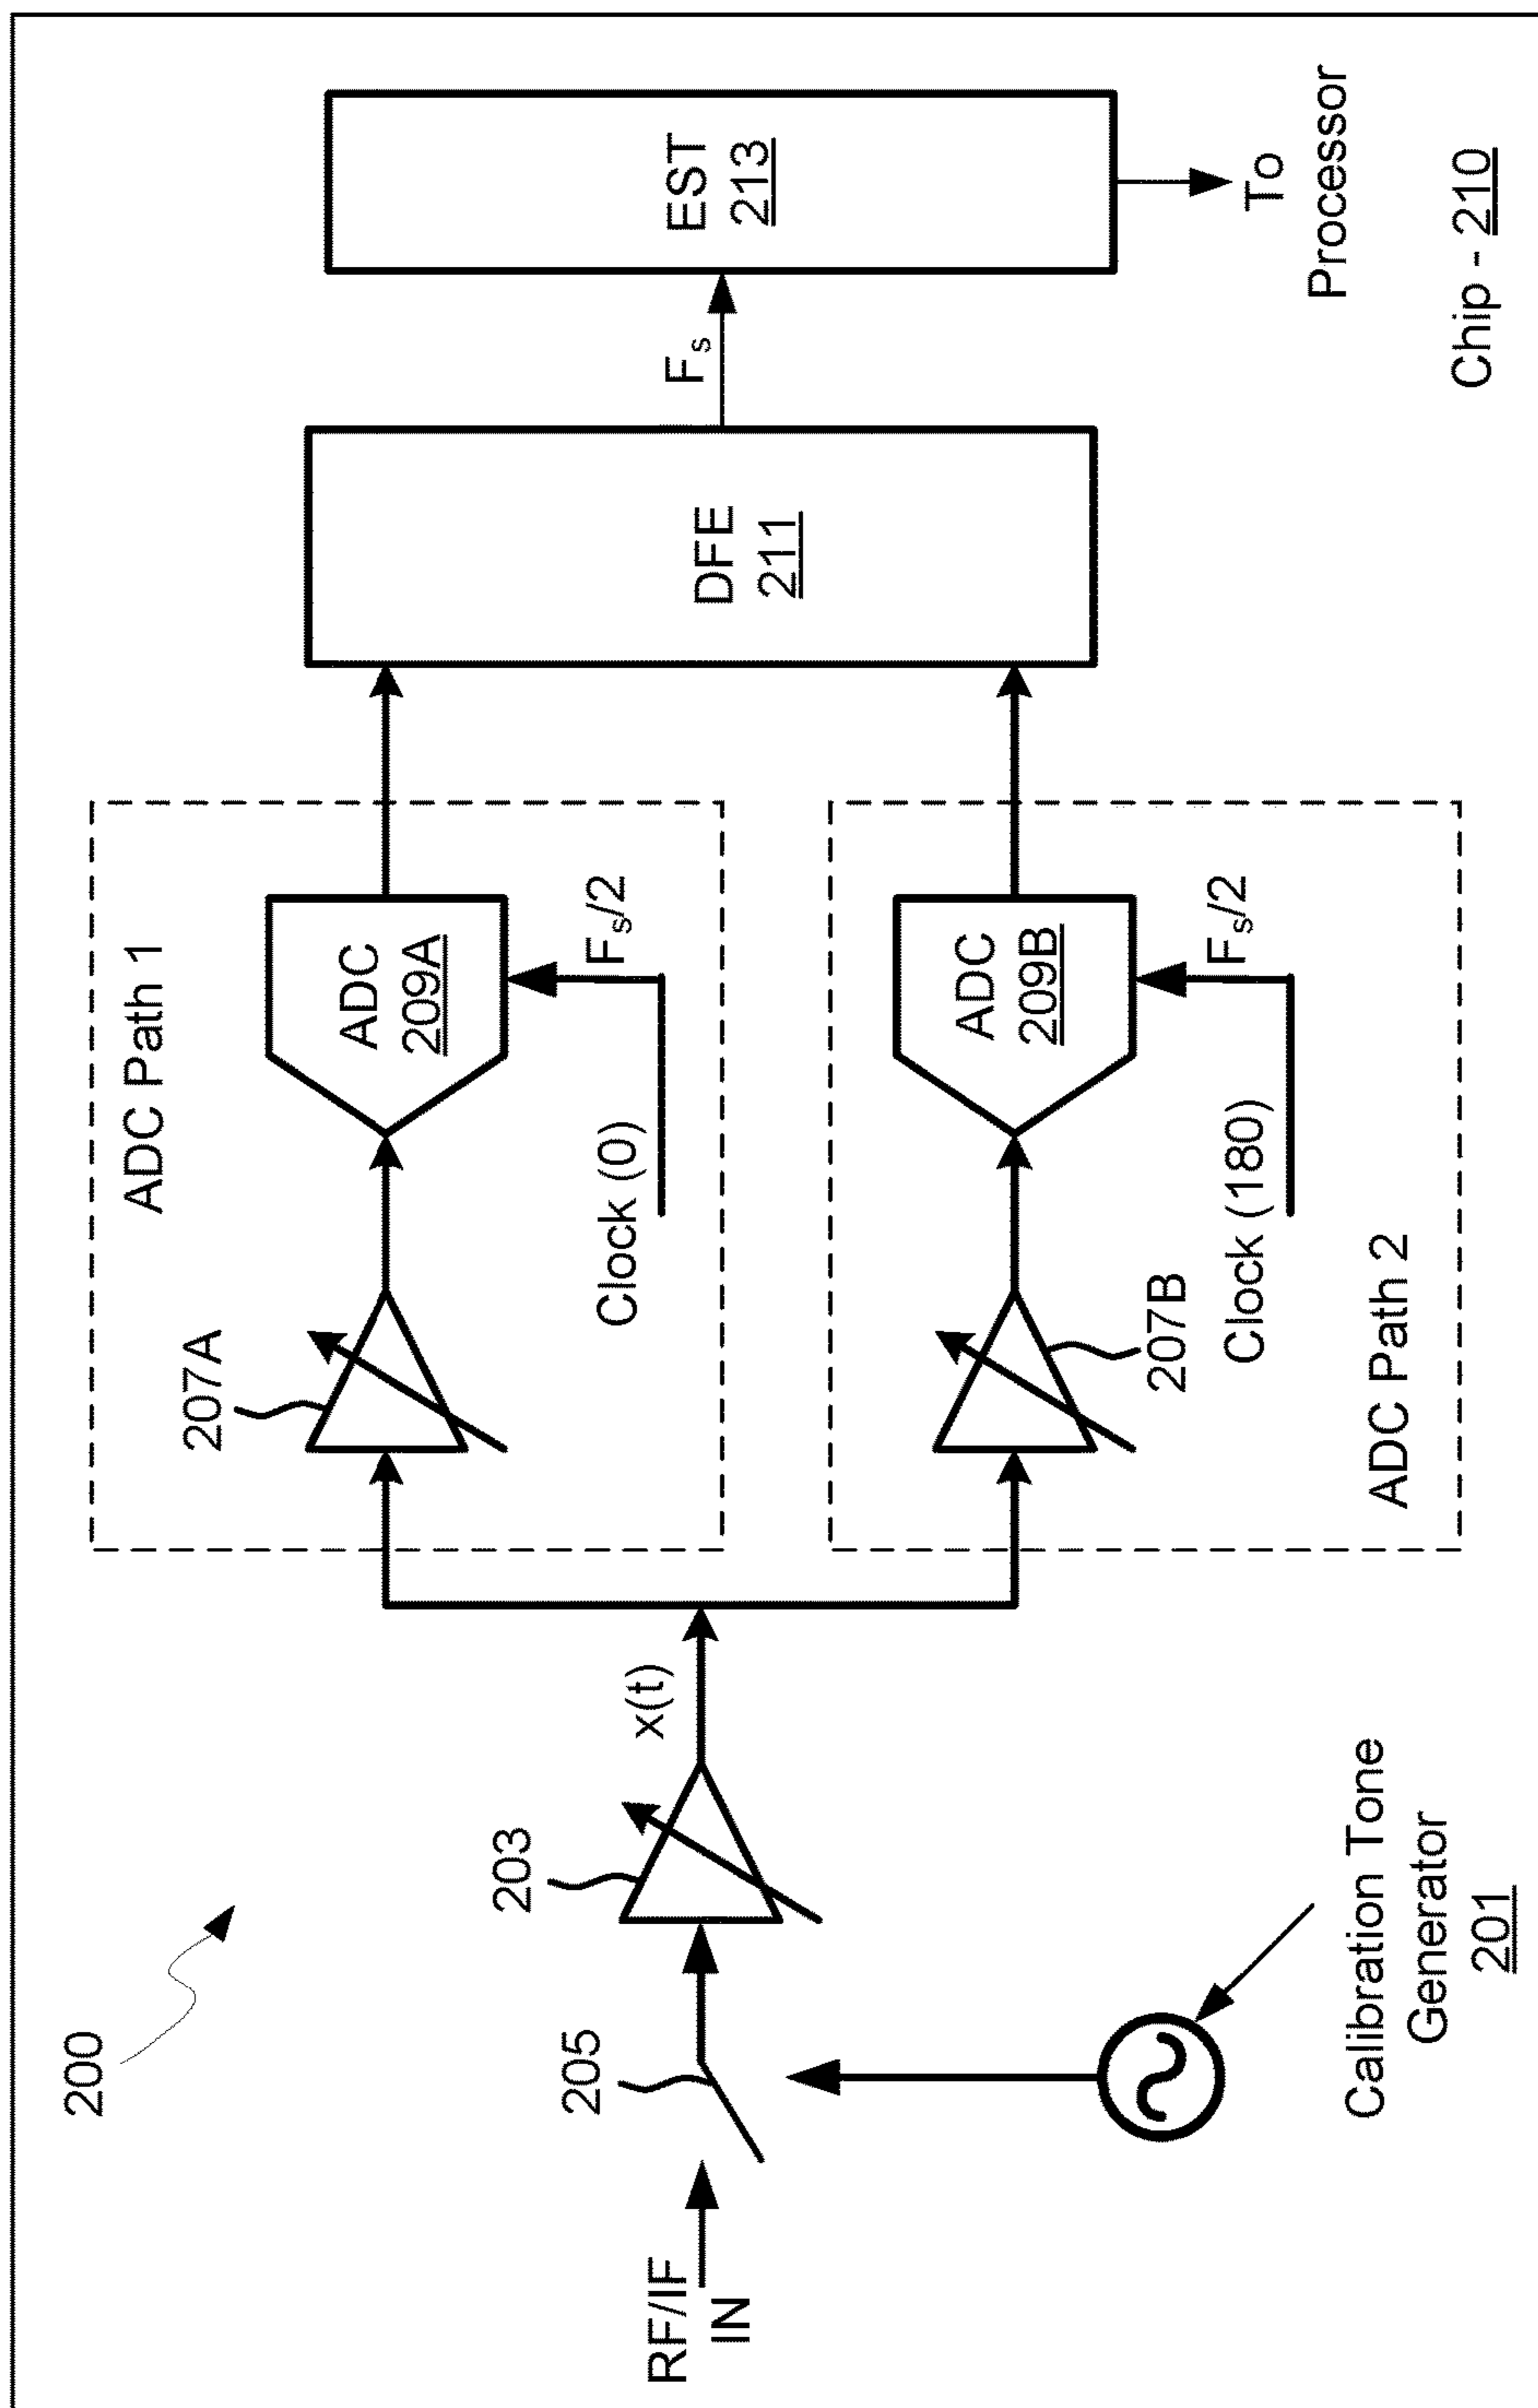 200
RF/IF
IN
205
203
x(t)
Calibration Tone
Generator
201
ADC Path 1
207A
ADC
209A
Clock (0)
Fₛ/2
207B
ADC
209B
Clock (180)
Fₛ/2
ADC Path 2
DFE
211
Fₛ
EST
213
To
Processor
Chip - 210